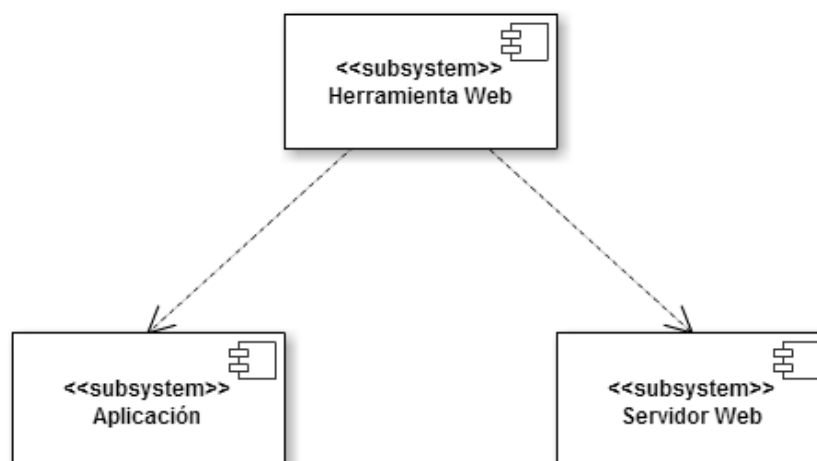 <<subsystem>>
Herramienta Web
<<subsystem>>
Aplicación
<<subsystem>>
Servidor Web